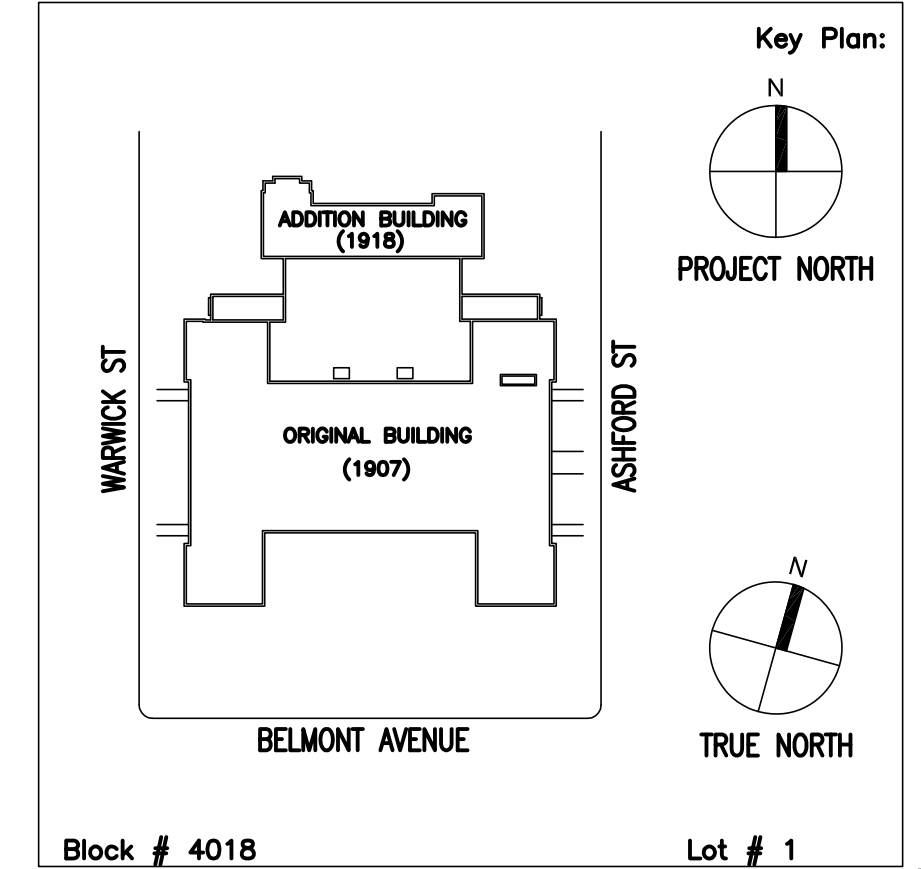 Key Plan:
N
PROJECT NORTH
ADDITION BUILDING
(1918)
WARWICK ST
ASHFORD ST
ORIGINAL BUILDING
(1907)
N
TRUE NORTH
BELMONT AVENUE
Block # 4018
Lot # 1